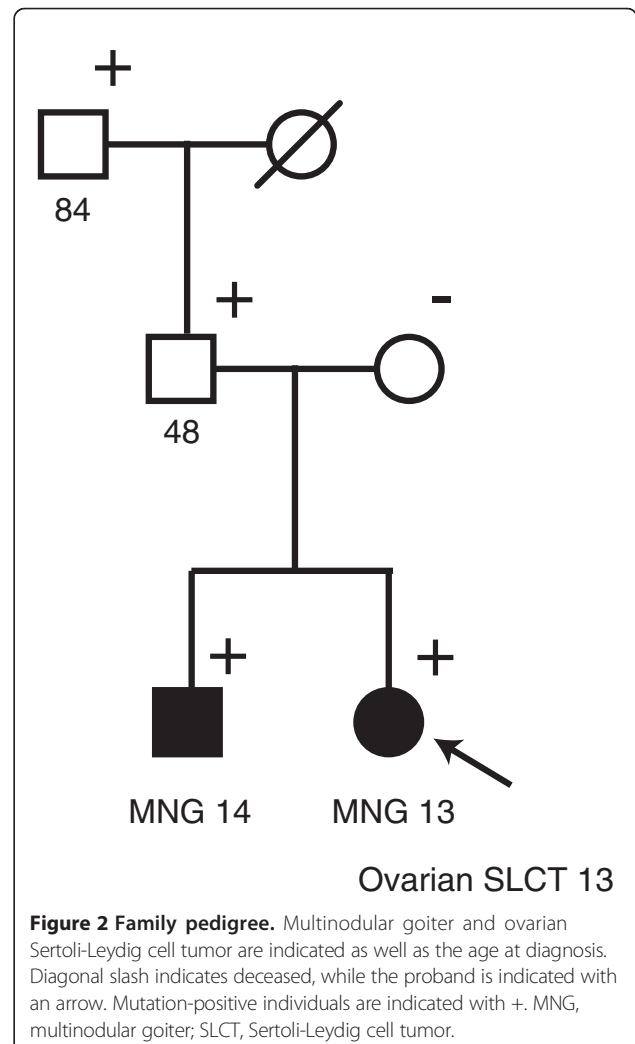 +
84
+
-
48
+
+
MNG 14
MNG 13
Ovarian SLCT 13
Figure 2 Family pedigree. Multinodular goiter and ovarian
Sertoli-Leydig cell tumor are indicated as well as the age at diagnosis.
Diagonal slash indicates deceased, while the proband is indicated with
an arrow. Mutation-positive individuals are indicated with +. MNG,
multinodular goiter; SLCT, Sertoli-Leydig cell tumor.